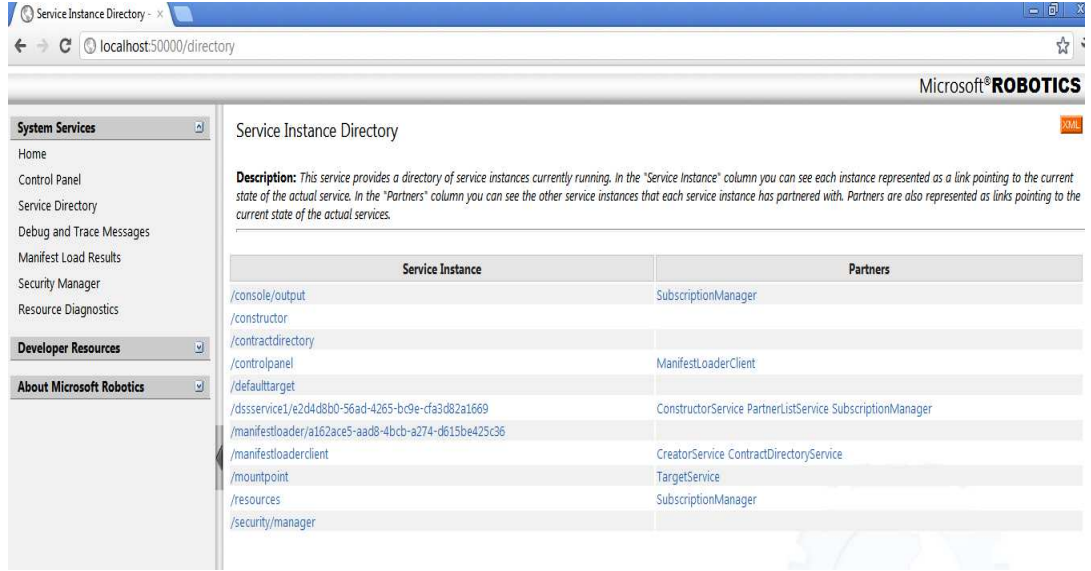 Service Instance Directory -
localhost:50000/directory
Microsoft®ROBOTICS
System Services
Home
Control Panel
Service Directory
Debug and Trace Messages
Manifest Load Results
Security Manager
Resource Diagnostics
Developer Resources
About Microsoft Robotics
Service Instance Directory
XML
Description: This service provides a directory of service instances currently running. In the "Service Instance" column you can see each instance represented as a link pointing to the current
state of the actual service. In the "Partners" column you can see the other service instances that each service instance has partnered with. Partners are also represented as links pointing to the
current state of the actual services.
Service Instance Partners
/console/output SubscriptionManager
/constructor
/contractdirectory
/controlpanel ManifestLoaderClient
/defaulttarget
/dssservice1/e2d4d8b0-56ad-4265-bc9e-cfa3d82a1669 ConstructorService PartnerListService SubscriptionManager
/manifestloader/a162ace5-aad8-4bcb-a274-d615be425c36
/manifestloaderclient CreatorService ContractDirectoryService
/mountpoint TargetService
/resources SubscriptionManager
/security/manager